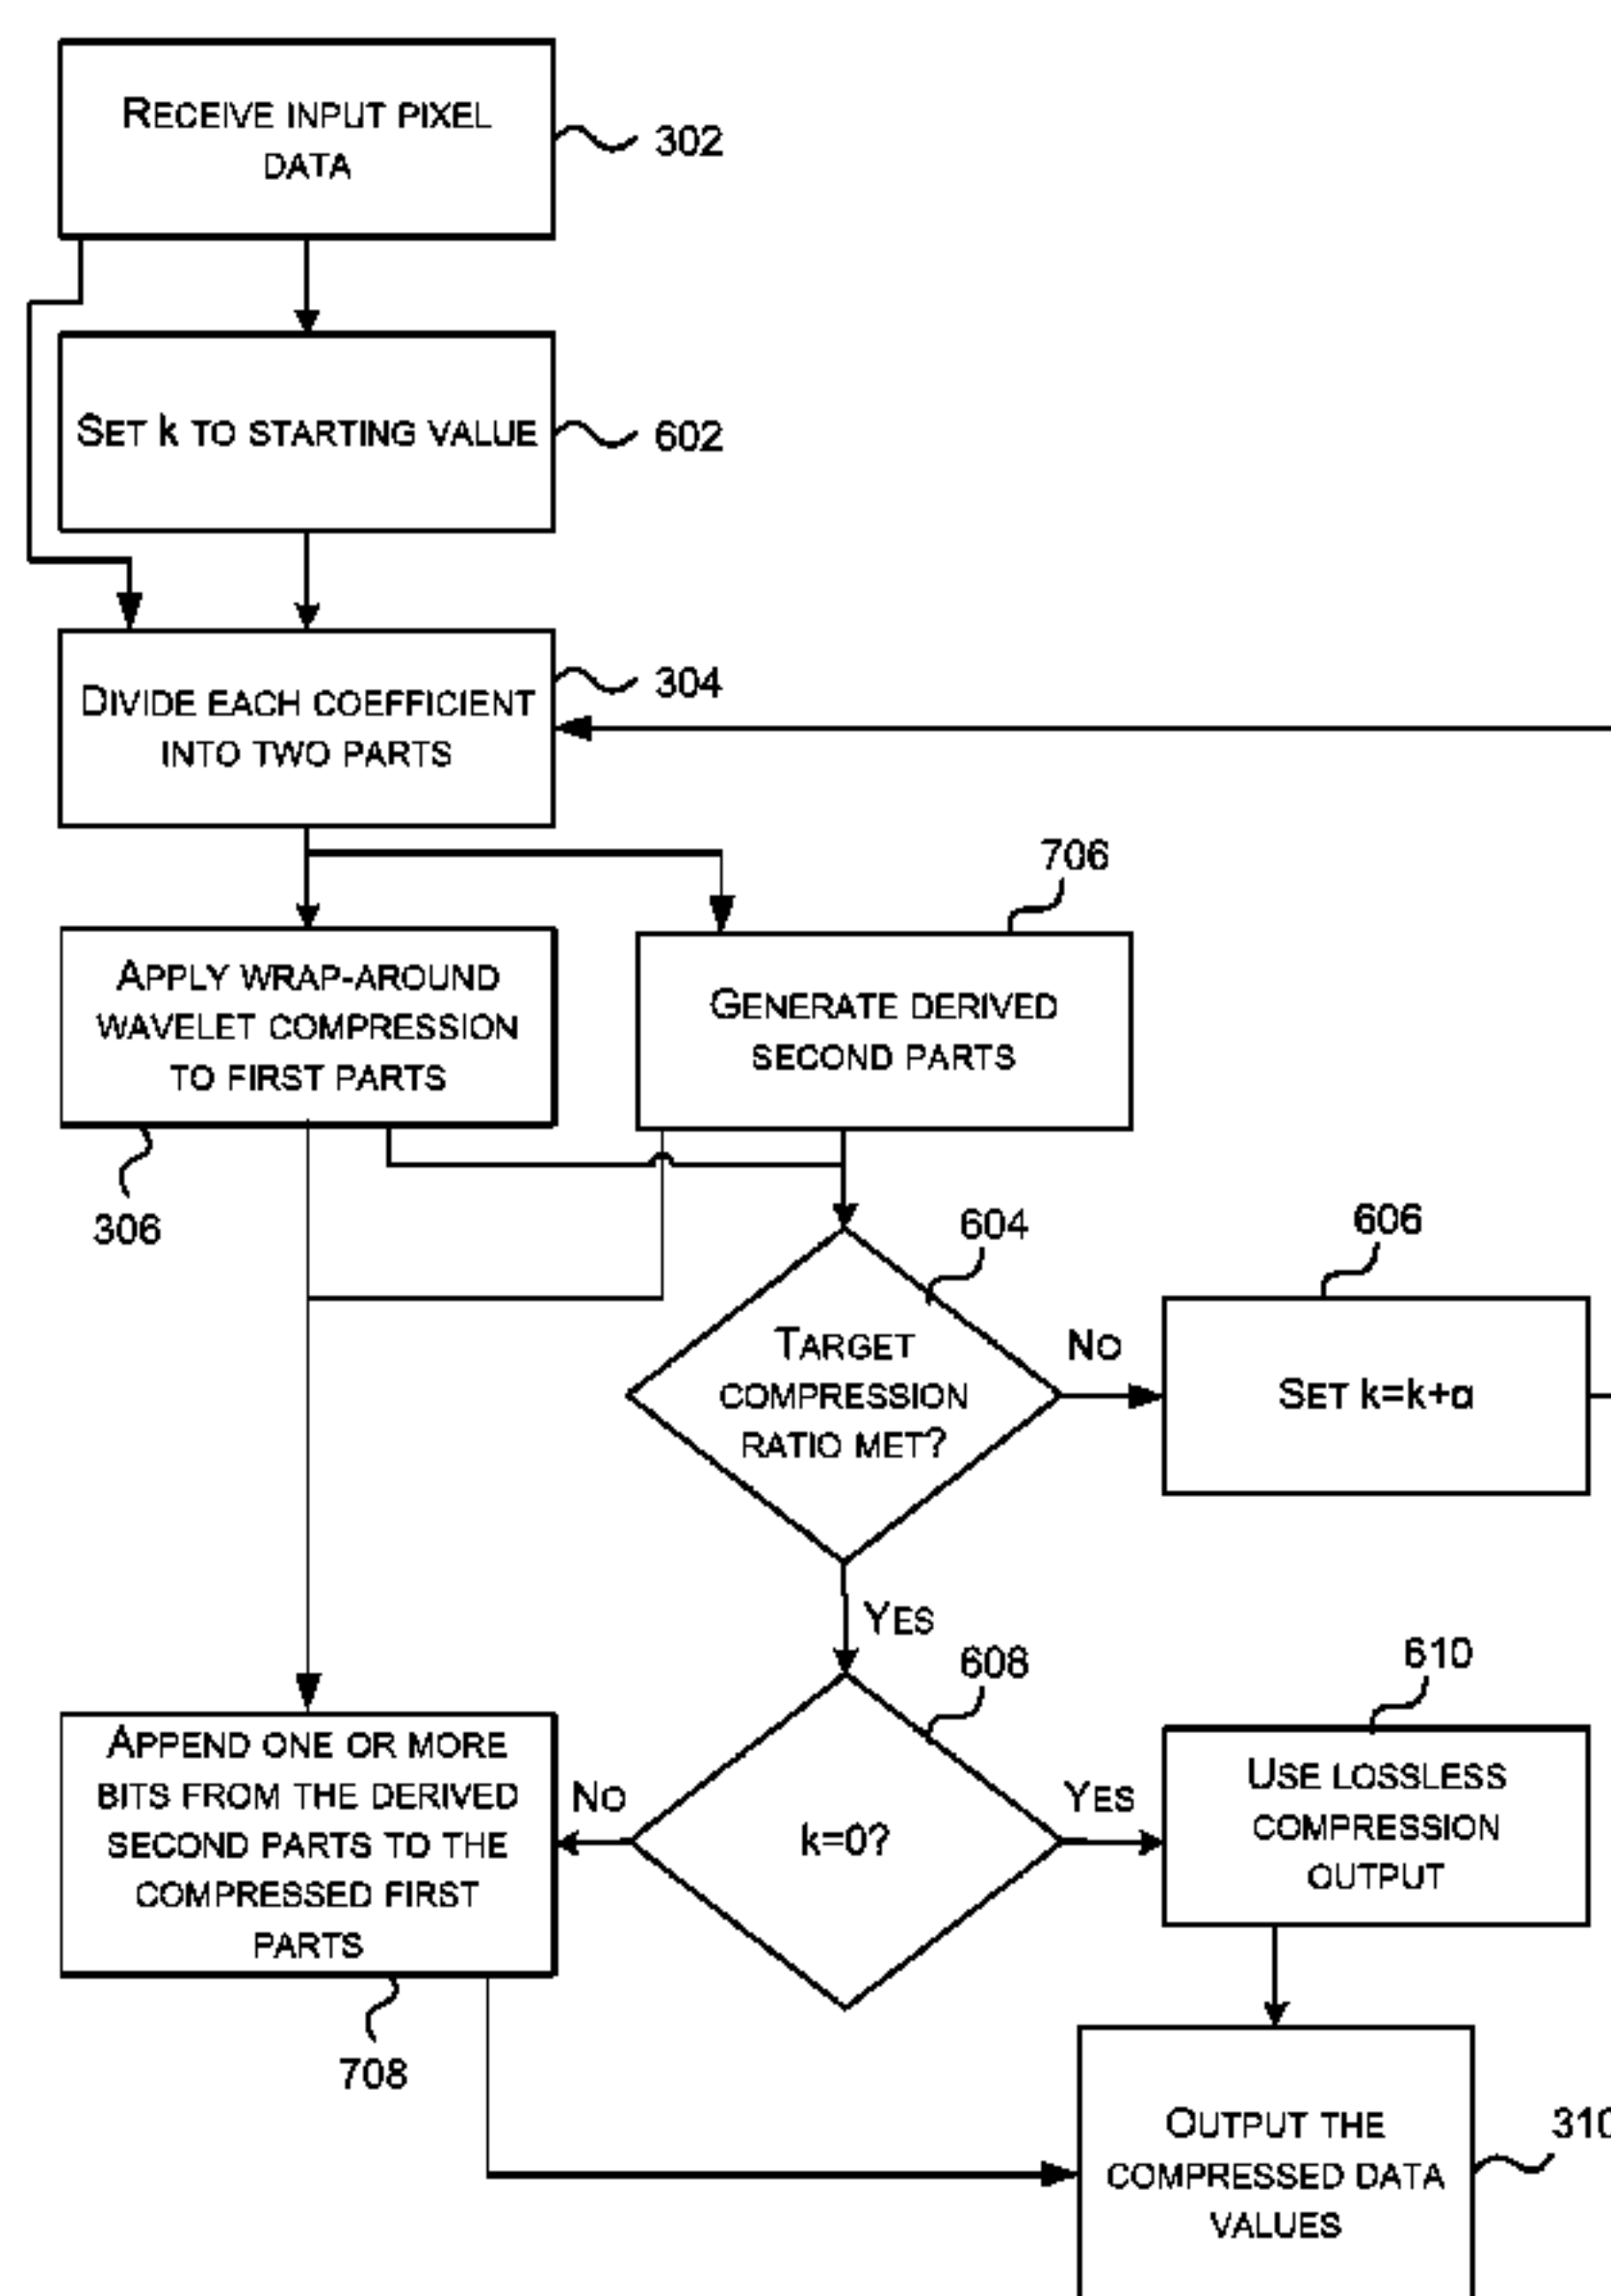 RECEIVE INPUT PIXEL
DATA
302
SET k TO STARTING VALUE
602
304
DIVIDE EACH COEFFICIENT
INTO TWO PARTS
706
APPLY WRAP-AROUND
WAVELET COMPRESSION
TO FIRST PARTS
GENERATE DERIVED
SECOND PARTS
306
604
606
TARGET
COMPRESSION
RATIO MET?
NO
SET k=k+α
YES
608
610
APPEND ONE OR MORE
BITS FROM THE DERIVED
SECOND PARTS TO THE
COMPRESSED FIRST
PARTS
NO
k=0?
YES
USE LOSSLESS
COMPRESSION
OUTPUT
708
OUTPUT THE
COMPRESSED DATA
VALUES
310